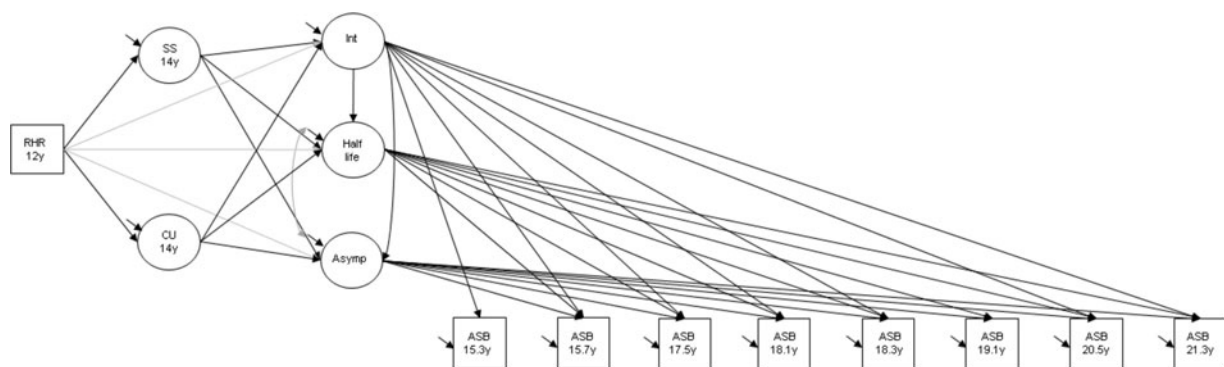 SS
14y
Int
RHR
12y
Half
life
CU
14y
Asymp
ASB
15.3y
ASB
15.7y
ASB
17.5y
ASB
18.1y
ASB
18.3y
ASB
19.1y
ASB
20.5y
ASB
21.3y